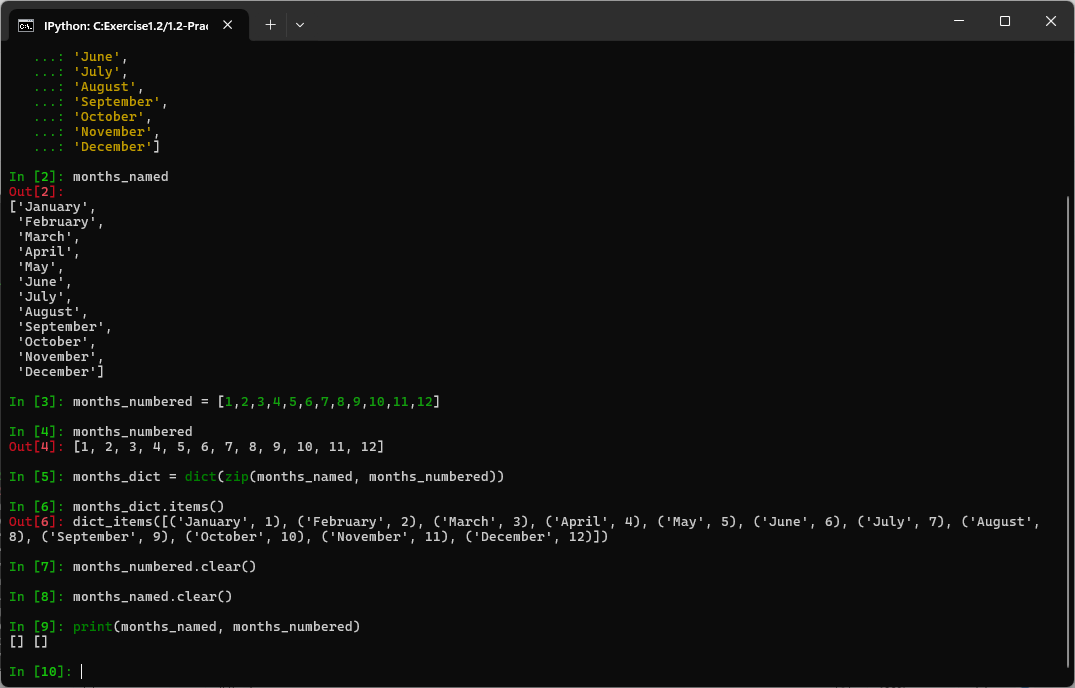 IPython: C:Exercise1.2/1.2-Prac
...: 'June',
...: 'July',
...: 'August',
...: 'September',
...: 'October',
...: 'November',
...: 'December']
In [2]: months_named
Out[2]:
['January',
'February',
'March',
'April',
'May',
'June',
'July',
'August',
'September',
'October',
'November',
'December']
In [3]: months_numbered = [1,2,3,4,5,6,7,8,9,10,11,12]
In [4]: months_numbered
Out[4]: [1, 2, 3, 4, 5, 6, 7, 8, 9, 10, 11, 12]
In [5]: months_dict = dict(zip(months_named, months_numbered))
In [6]: months_dict.items()
Out[6]: dict_items([('January', 1), ('February', 2), ('March', 3), ('April', 4), ('May', 5), ('June', 6), ('July', 7), ('August',
8), ('September', 9), ('October', 10), ('November', 11), ('December', 12)])
In [7]: months_numbered.clear()
In [8]: months_named.clear()
In [9]: print(months_named, months_numbered)
[] []
In [10]: